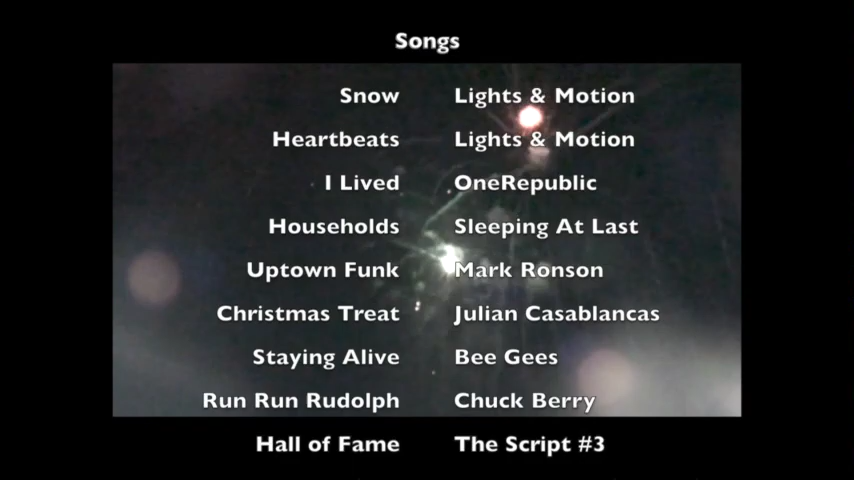 Songs
Snow Lights & Motion
Heartbeats Lights & Motion
I Lived OneRepublic
Households Sleeping At Last
Uptown Funk Mark Ronson
Christmas Treat Julian Casablancas
Staying Alive Bee Gees
Run Run Rudolph Chuck Berry
Hall of Fame The Script #3